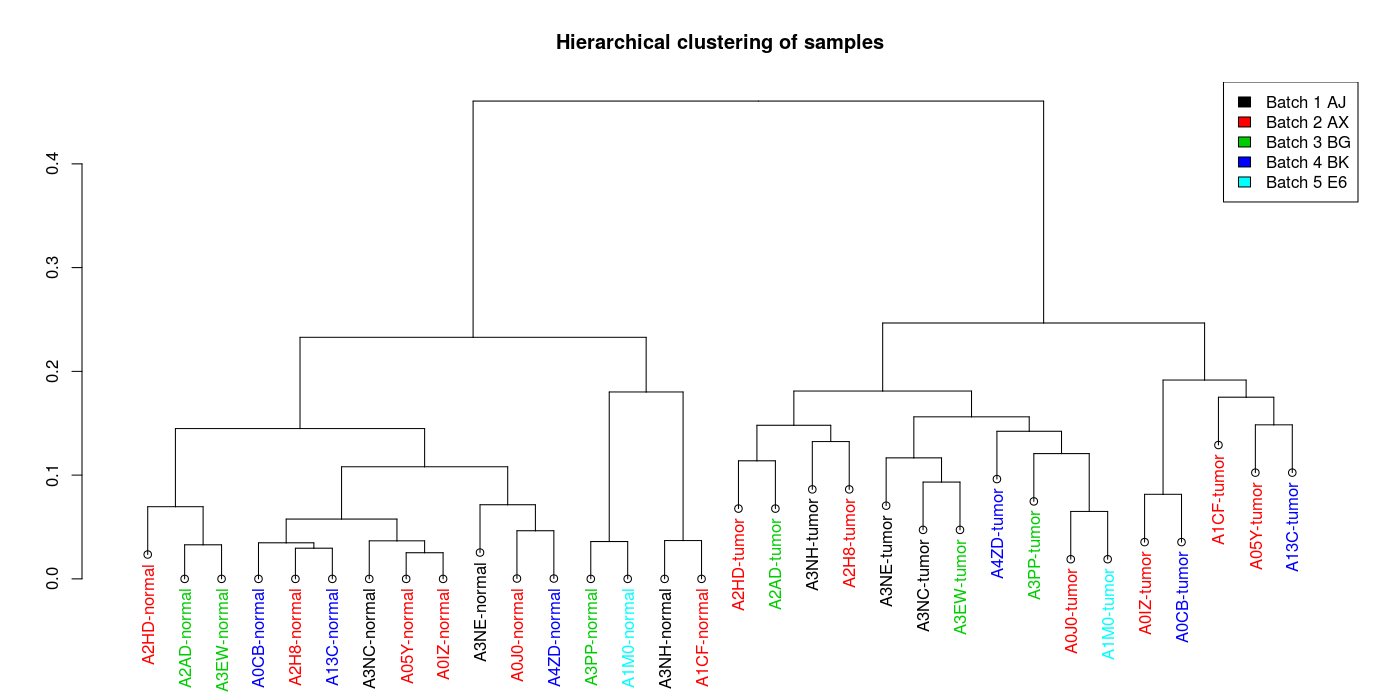 Hierarchical clustering of samples
Batch 1 AJ
Batch 2 AX
Batch 3 BG
Batch 4 BK
Batch 5 E6
0.4
0.3
0.2
0.1
0.0
A2HD-normal
A2AD-normal
A3EW-normal
A0CB-normal
A2H8-normal
A13C-normal
A3NC-normal
A05Y-normal
A0IZ-normal
A3NE-normal
A0J0-normal
A4ZD-normal
A3PP-normal
A1M0-normal
A3NH-normal
A1CF-normal
A2HD-tumor
A2AD-tumor
A3NH-tumor
A2H8-tumor
A3NE-tumor
A3NC-tumor
A3EW-tumor
A4ZD-tumor
A3PP-tumor
A0J0-tumor
A1M0-tumor
A0IZ-tumor
A0CB-tumor
A1CF-tumor
A05Y-tumor
A13C-tumor